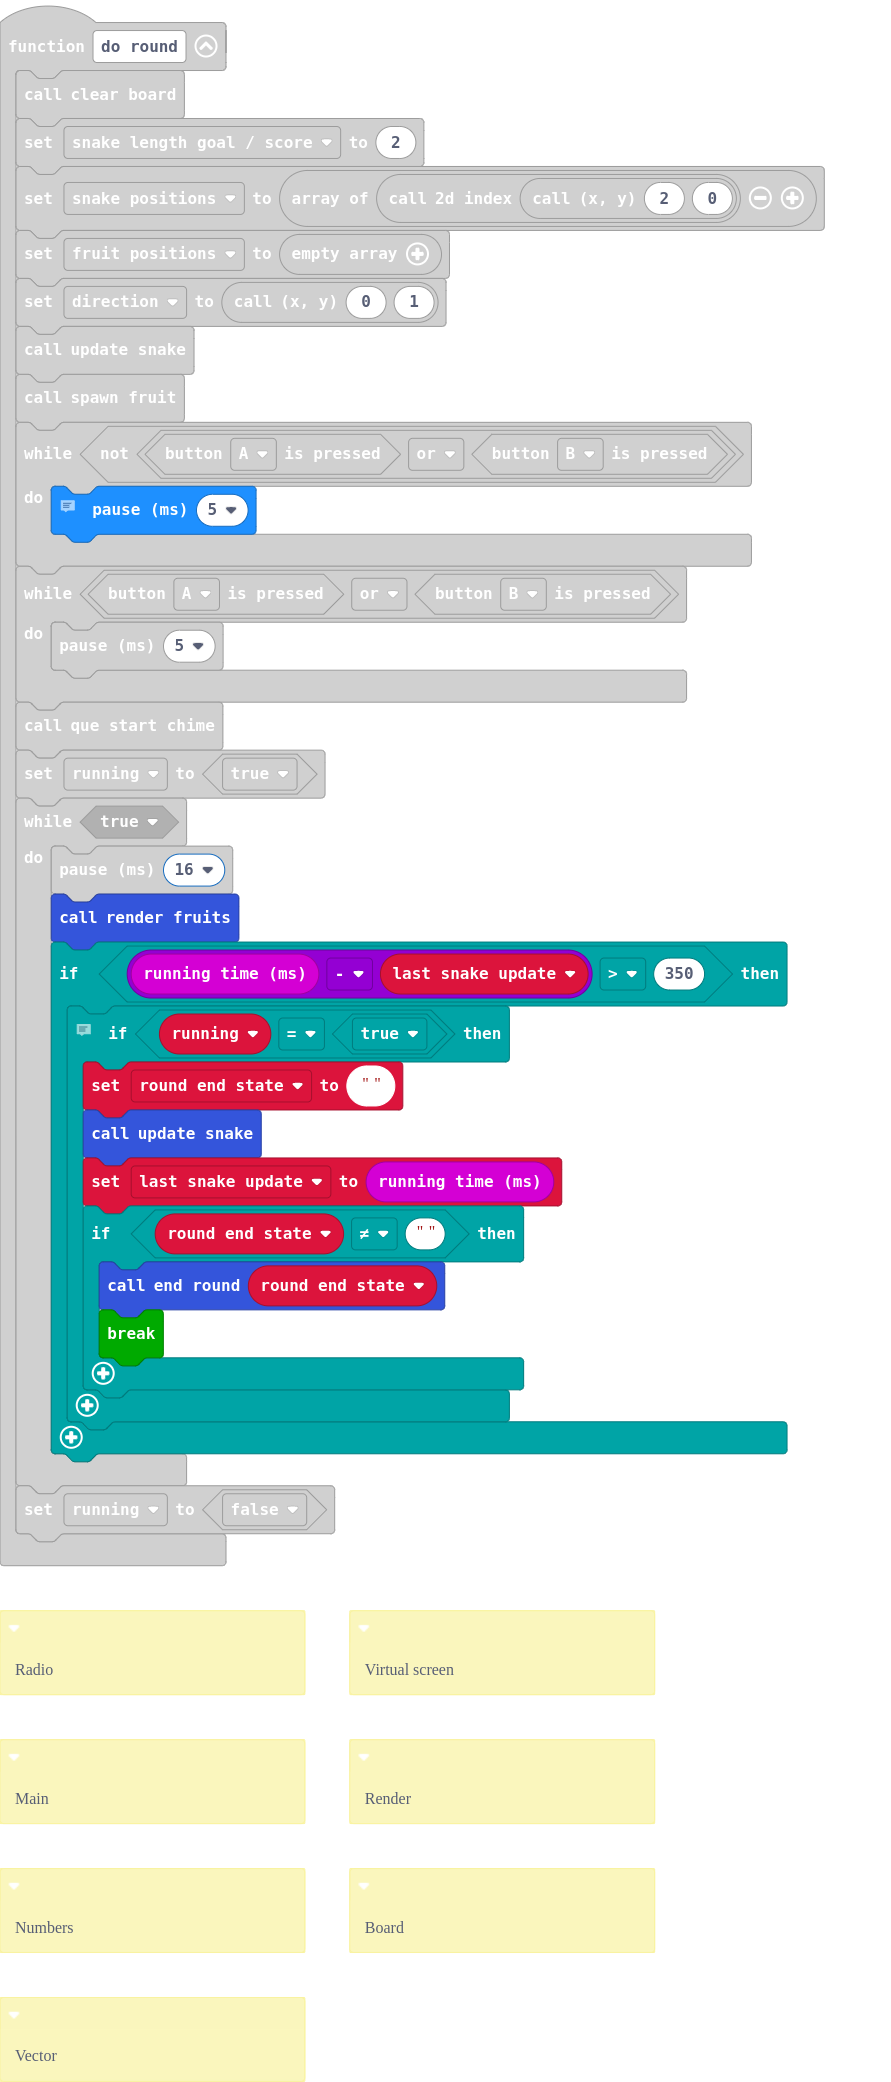 function do round
call clear board
set snake length goal / score to 2
set snake positions to array of call 2d index call (x, y) 2 0
set fruit positions to empty array
set direction to call (x, y) 0 1
call update snake
call spawn fruit
while not button A is pressed or button B is pressed
do pause (ms) 5
while button A is pressed or button B is pressed
do pause (ms) 5
call que start chime
set running to true
while true
do pause (ms) 16
call render fruits
if running time (ms) - last snake update > 350 then
if running = true then
set round end state to " "
call update snake
set last snake update to running time (ms)
if round end state ≠ " " then
call end round round end state
break
set running to false
Radio Virtual screen
Main Render
Numbers Board
Vector